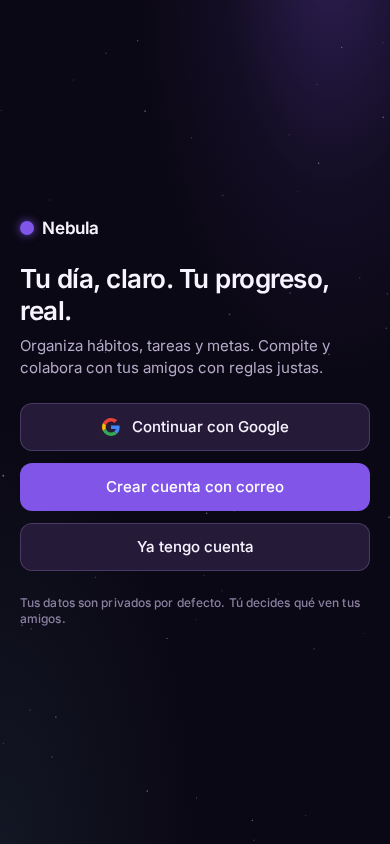 Nebula
Tu día, claro. Tu progreso,
real.
Organiza hábitos, tareas y metas. Compite y
colabora con tus amigos con reglas justas.
Continuar con Google
Crear cuenta con correo
Ya tengo cuenta
Tus datos son privados por defecto. Tú decides qué ven tus
amigos.